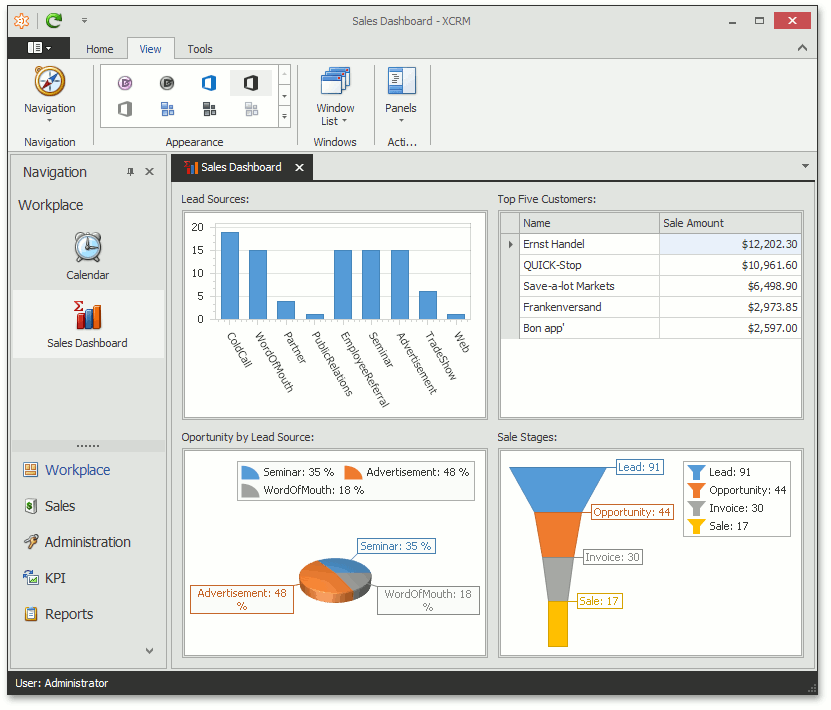 Sales Dashboard - XCRM
Home View Tools
Navigation
Window
List
Panels
Navigation Appearance Windows Acti...
Navigation
Workplace
Calendar
Sales Dashboard
Workplace
Sales
Administration
KPI
Reports
Sales Dashboard
Lead Sources:
20
15
10
5
0
ColdCall
WordOfMouth
Partner
PublicRelations
EmployeeReferral
Seminar
Advertisement
TradeShow
Web
Top Five Customers:
Name Sale Amount
Ernst Handel $12,202.30
QUICK-Stop $10,961.60
Save-a-lot Markets $6,498.90
Frankenversand $2,973.85
Bon app' $2,597.00
Oportunity by Lead Source:
Seminar: 35 % Advertisement: 48 %
WordOfMouth: 18 %
Seminar: 35 %
Advertisement: 48
%
WordOfMouth: 18
%
Sale Stages:
Lead: 91
Opportunity: 44
Invoice: 30
Sale: 17
Lead: 91
Opportunity: 44
Invoice: 30
Sale: 17
User: Administrator